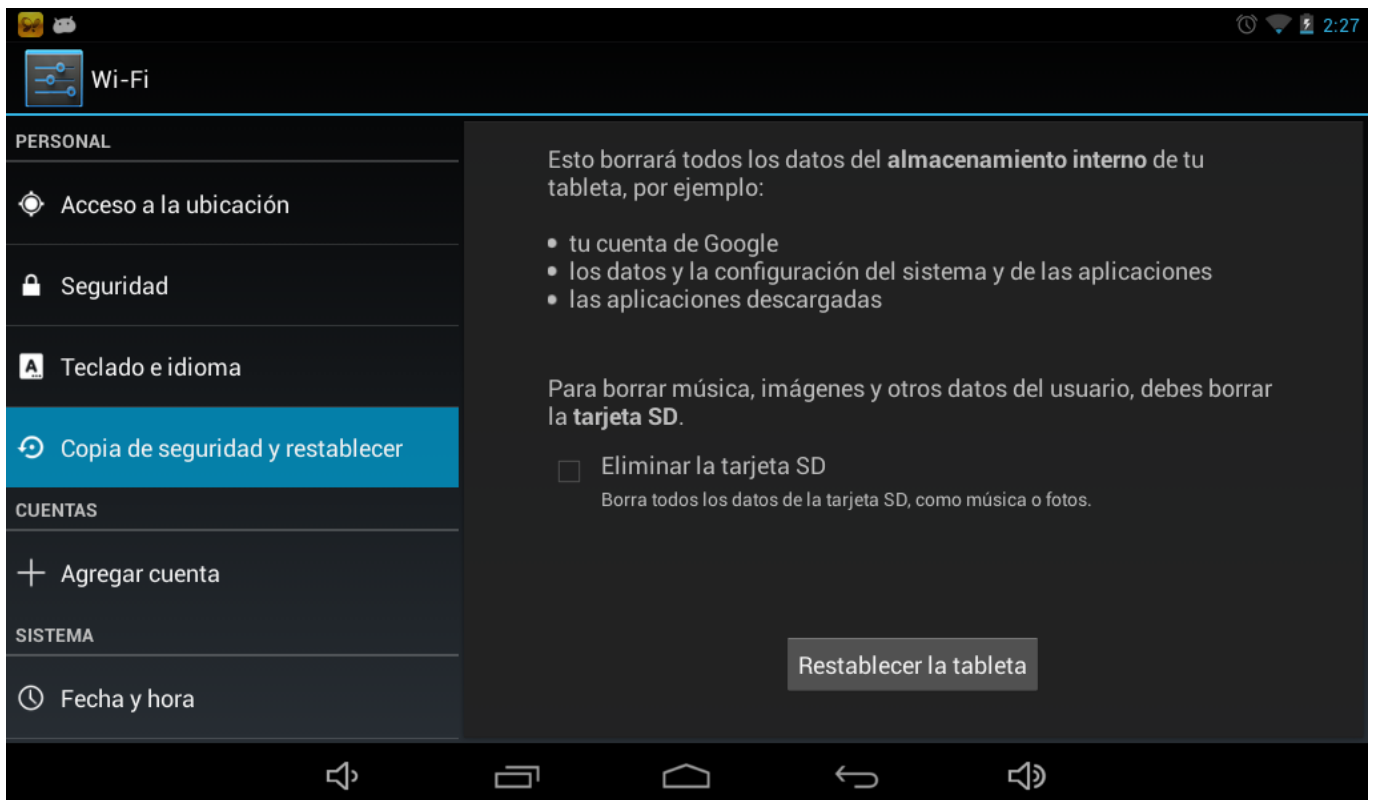 2:27
Wi-Fi
PERSONAL
Acceso a la ubicación
Seguridad
Teclado e idioma
Copia de seguridad y restablecer
CUENTAS
Agregar cuenta
SISTEMA
Fecha y hora
Esto borrará todos los datos del almacenamiento interno de tu
tableta, por ejemplo:
• tu cuenta de Google
• los datos y la configuración del sistema y de las aplicaciones
• las aplicaciones descargadas
Para borrar música, imágenes y otros datos del usuario, debes borrar
la tarjeta SD.
Eliminar la tarjeta SD
Borra todos los datos de la tarjeta SD, como música o fotos.
Restablecer la tableta